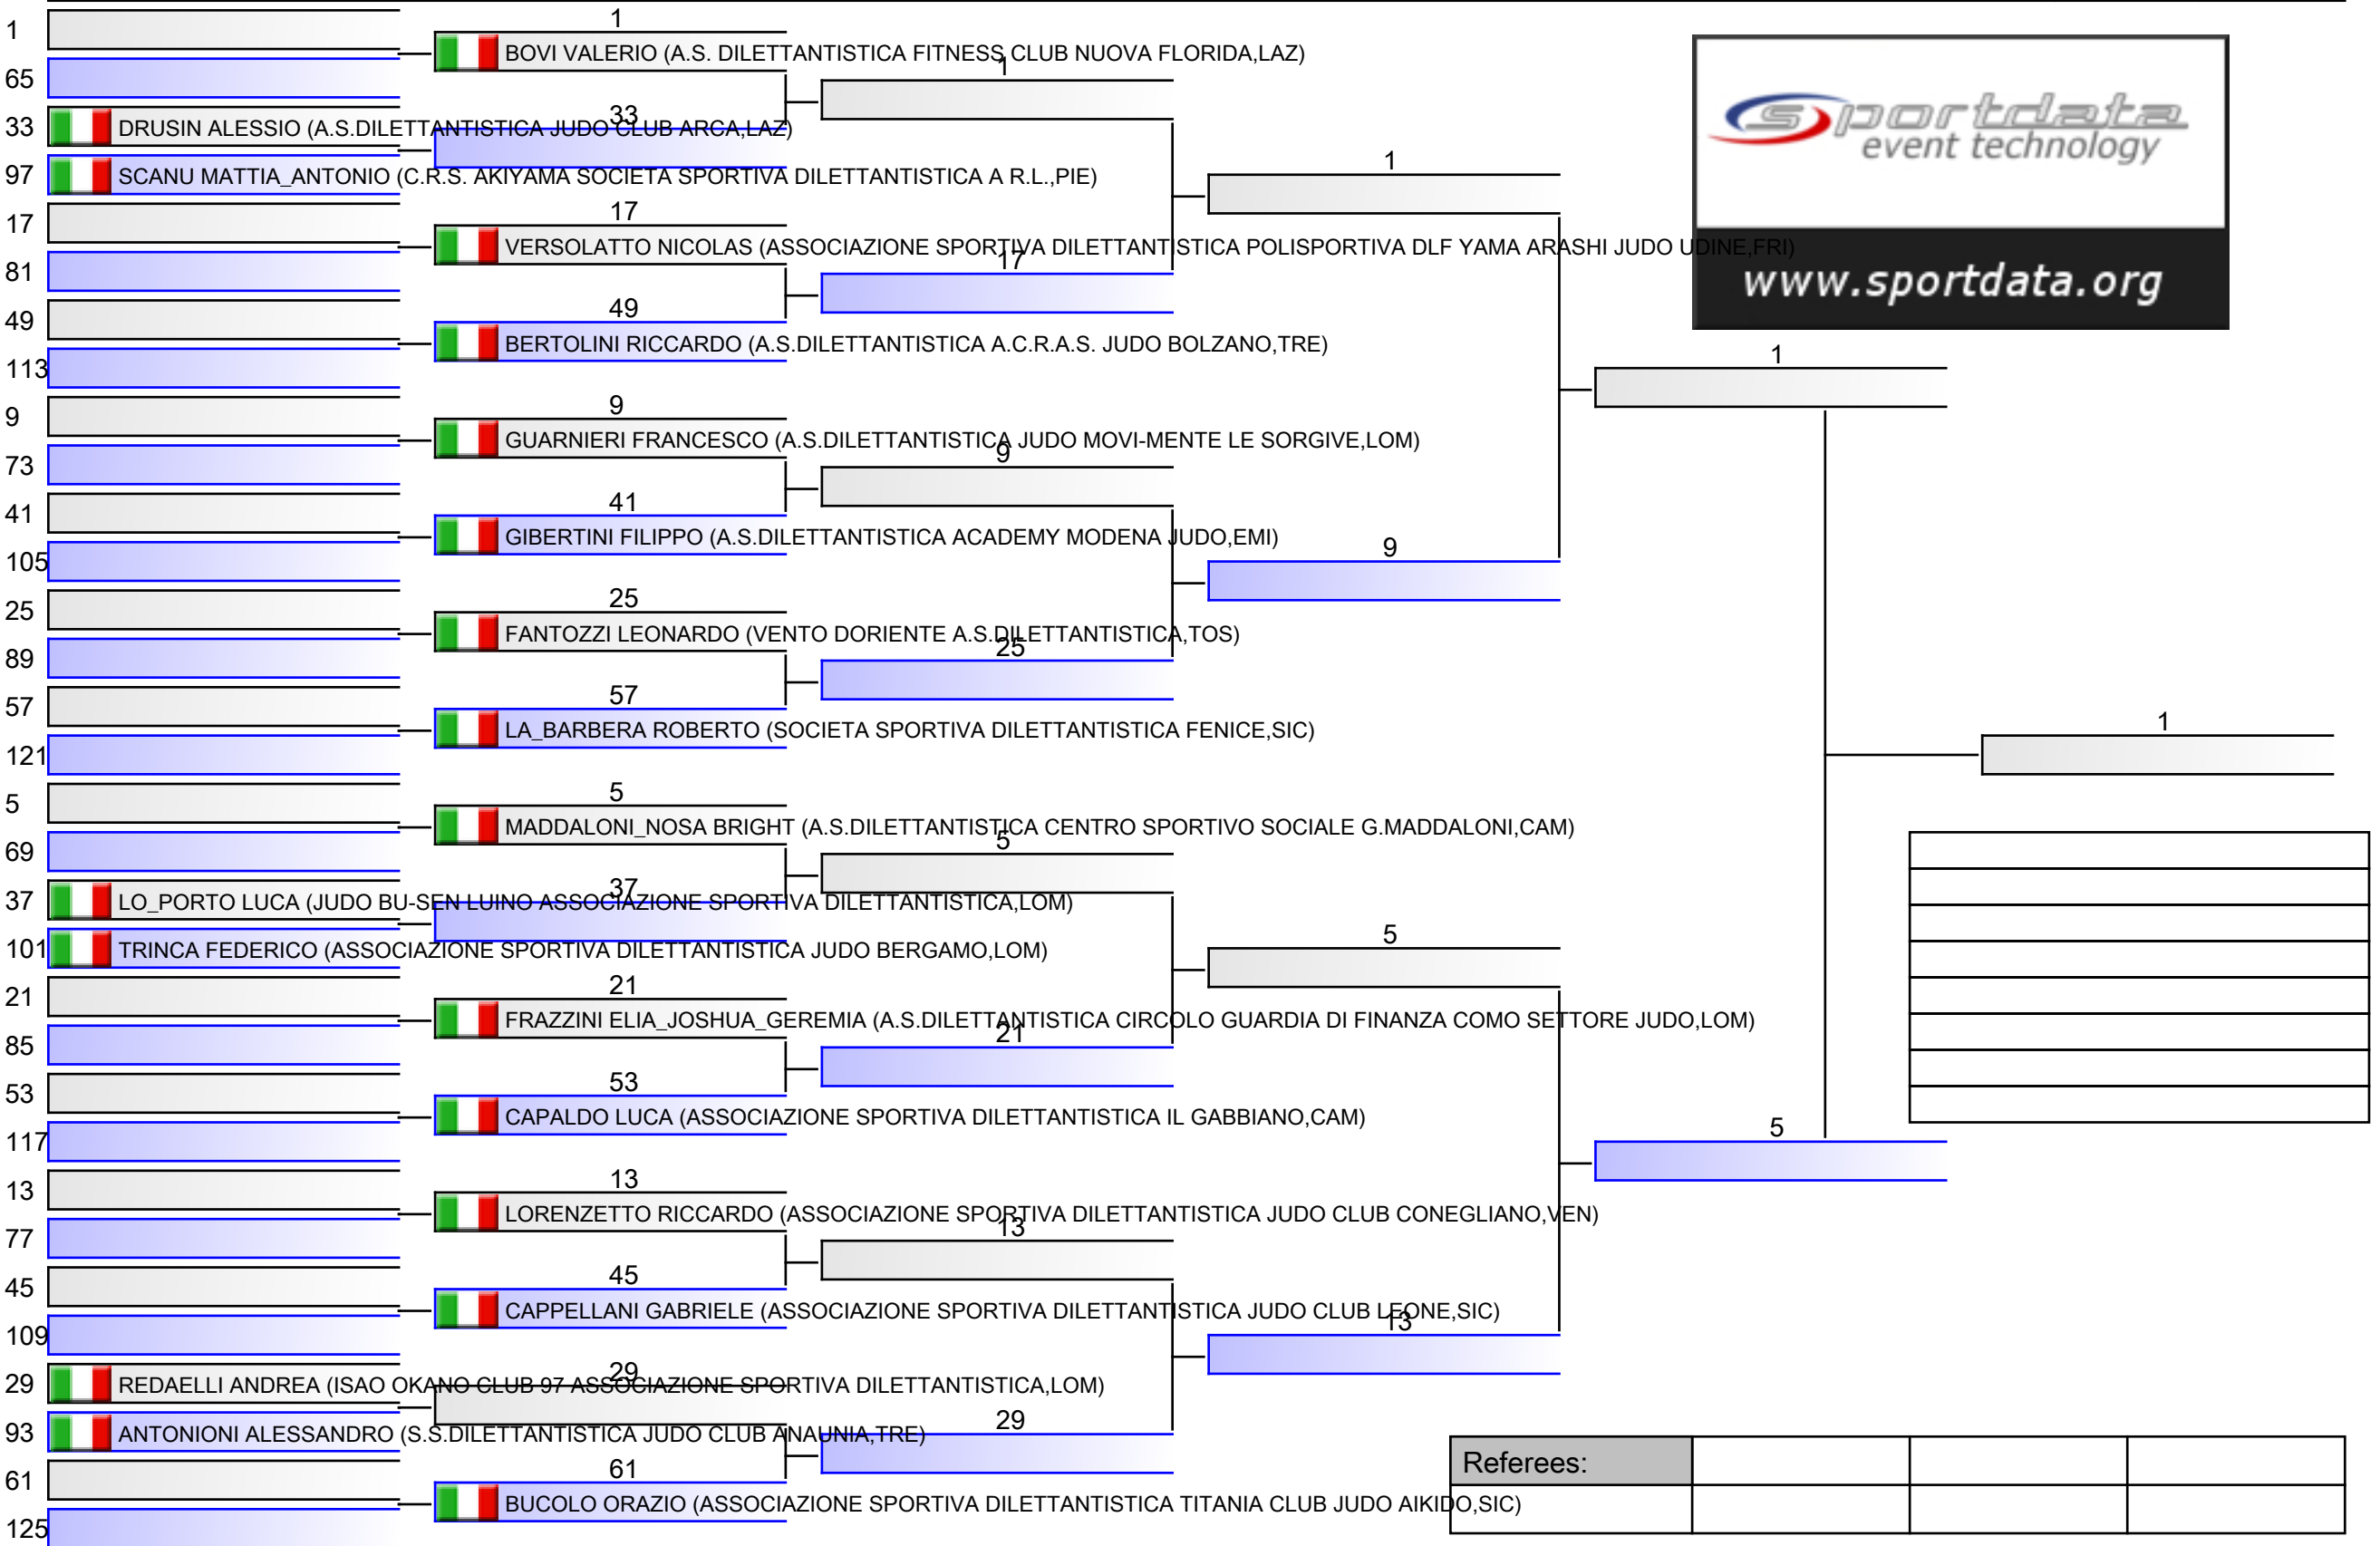 1
1
BOVI VALERIO (A.S. DILETTANTISTICA FITNESS CLUB NUOVA FLORIDA,LAZ)
1
65
33
33
DRUSIN ALESSIO (A.S.DILETTANTISTICA JUDO CLUB ARCA,LAZ)
sportdata
event technology
1
97
SCANU MATTIA_ANTONIO (C.R.S. AKIYAMA SOCIETA SPORTIVA DILETTANTISTICA A R.L.,PIE)
17
17
VERSOLATTO NICOLAS (ASSOCIAZIONE SPORTIVA DILETTANTISTICA POLISPORTIVA DLF YAMA ARASHI JUDO UDINE,FRI)
17
81
www.sportdata.org
49
49
BERTOLINI RICCARDO (A.S.DILETTANTISTICA A.C.R.A.S. JUDO BOLZANO,TRE)
1
113
9
9
GUARNIERI FRANCESCO (A.S.DILETTANTISTICA JUDO MOVI-MENTE LE SORGIVE,LOM)
9
73
41
41
GIBERTINI FILIPPO (A.S.DILETTANTISTICA ACADEMY MODENA JUDO,EMI)
9
105
25
25
FANTOZZI LEONARDO (VENTO DORIENTE A.S.DILETTANTISTICA,TOS)
25
89
57
57
LA_BARBERA ROBERTO (SOCIETA SPORTIVA DILETTANTISTICA FENICE,SIC)
1
121
5
5
MADDALONI_NOSA BRIGHT (A.S.DILETTANTISTICA CENTRO SPORTIVO SOCIALE G.MADDALONI,CAM)
5
69
37
37
LO_PORTO LUCA (JUDO BU-SEN LUINO ASSOCIAZIONE SPORTIVA DILETTANTISTICA,LOM)
5
101
TRINCA FEDERICO (ASSOCIAZIONE SPORTIVA DILETTANTISTICA JUDO BERGAMO,LOM)
21
21
FRAZZINI ELIA_JOSHUA_GEREMIA (A.S.DILETTANTISTICA CIRCOLO GUARDIA DI FINANZA COMO SETTORE JUDO,LOM)
21
85
53
53
CAPALDO LUCA (ASSOCIAZIONE SPORTIVA DILETTANTISTICA IL GABBIANO,CAM)
5
117
13
13
LORENZETTO RICCARDO (ASSOCIAZIONE SPORTIVA DILETTANTISTICA JUDO CLUB CONEGLIANO,VEN)
13
77
45
45
CAPPELLANI GABRIELE (ASSOCIAZIONE SPORTIVA DILETTANTISTICA JUDO CLUB LEONE,SIC)
13
109
29
29
REDAELLI ANDREA (ISAO OKANO CLUB 97 ASSOCIAZIONE SPORTIVA DILETTANTISTICA,LOM)
29
93
ANTONIONI ALESSANDRO (S.S.DILETTANTISTICA JUDO CLUB ANAUNIA,TRE)
Referees:
61
61
BUCOLO ORAZIO (ASSOCIAZIONE SPORTIVA DILETTANTISTICA TITANIA CLUB JUDO AIKIDO,SIC)
125